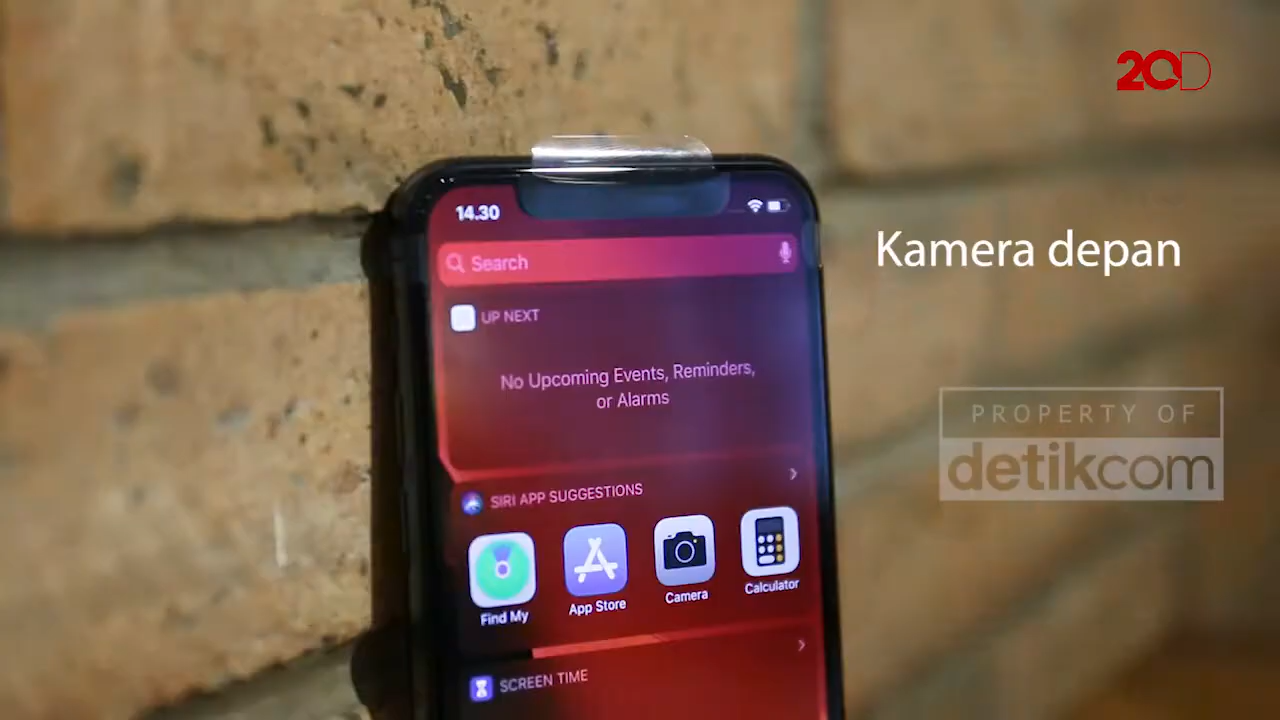 20D
14.30
Search
Kamera depan
UP NEXT
No Upcoming Events, Reminders,
or Alarms
PROPERTY OF
detikcom
SIRI APP SUGGESTIONS
Find My
App Store
Camera
Calculator
SCREEN TIME